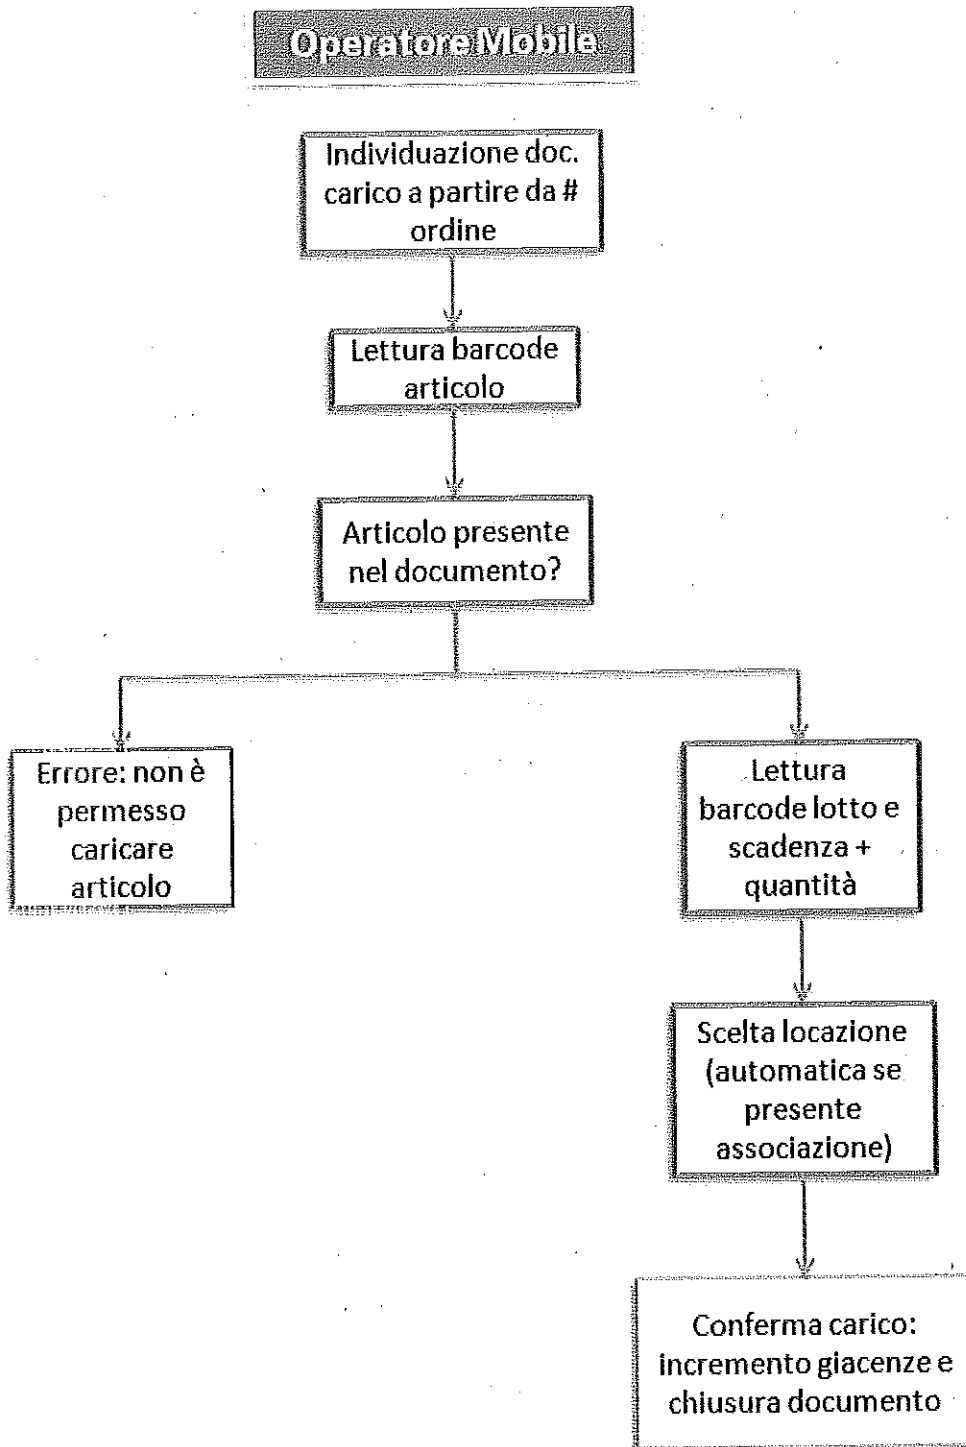 Operatore Mobile
Individuazione doc.
carico a partire da #
ordine
Lettura barcode
articolo
Articolo presente
nel documento?
Errore: non è
permesso
caricare
articolo
Lettura
barcode lotto e
scadenza +
quantità
Scelta locazione
(automatica se
presente
associazione)
Conferma carico:
incremento giacenze e
chiusura documento